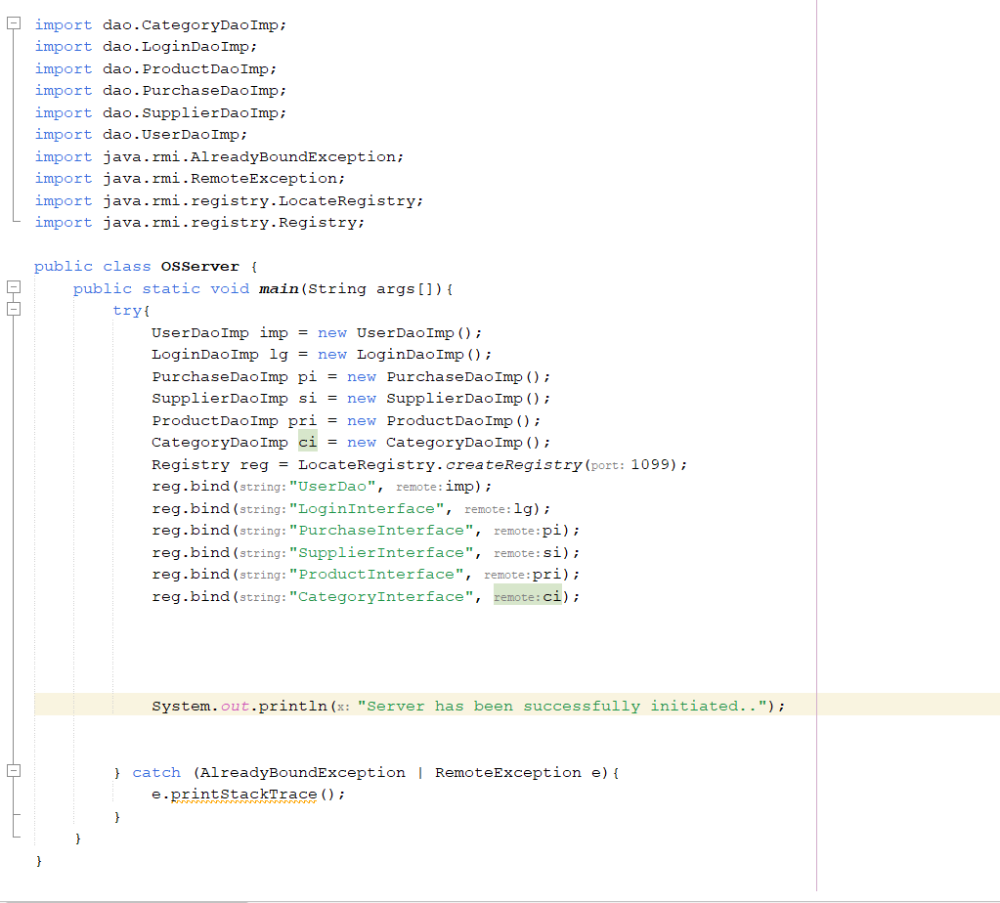 import dao.CategoryDaoImp;
import dao.LoginDaoImp;
import dao.ProductDaoImp;
import dao.PurchaseDaoImp;
import dao.SupplierDaoImp;
import dao.UserDaoImp;
import java.rmi.AlreadyBoundException;
import java.rmi.RemoteException;
import java.rmi.registry.LocateRegistry;
import java.rmi.registry.Registry;
public class OSServer {
public static void main(String args[]){
try{
UserDaoImp imp = new UserDaoImp();
LoginDaoImp lg = new LoginDaoImp();
PurchaseDaoImp pi = new PurchaseDaoImp();
SupplierDaoImp si = new SupplierDaoImp();
ProductDaoImp pri = new ProductDaoImp();
CategoryDaoImp ci = new CategoryDaoImp();
Registry reg = LocateRegistry.createRegistry(port: 1099);
reg.bind(string: "UserDao", remote: imp);
reg.bind(string: "LoginInterface", remote: lg);
reg.bind(string: "PurchaseInterface", remote: pi);
reg.bind(string: "SupplierInterface", remote: si);
reg.bind(string: "ProductInterface", remote: pri);
reg.bind(string: "CategoryInterface", remote: ci);
System.out.println(x: "Server has been successfully initiated..");
} catch (AlreadyBoundException | RemoteException e){
e.printStackTrace();
}
}
}